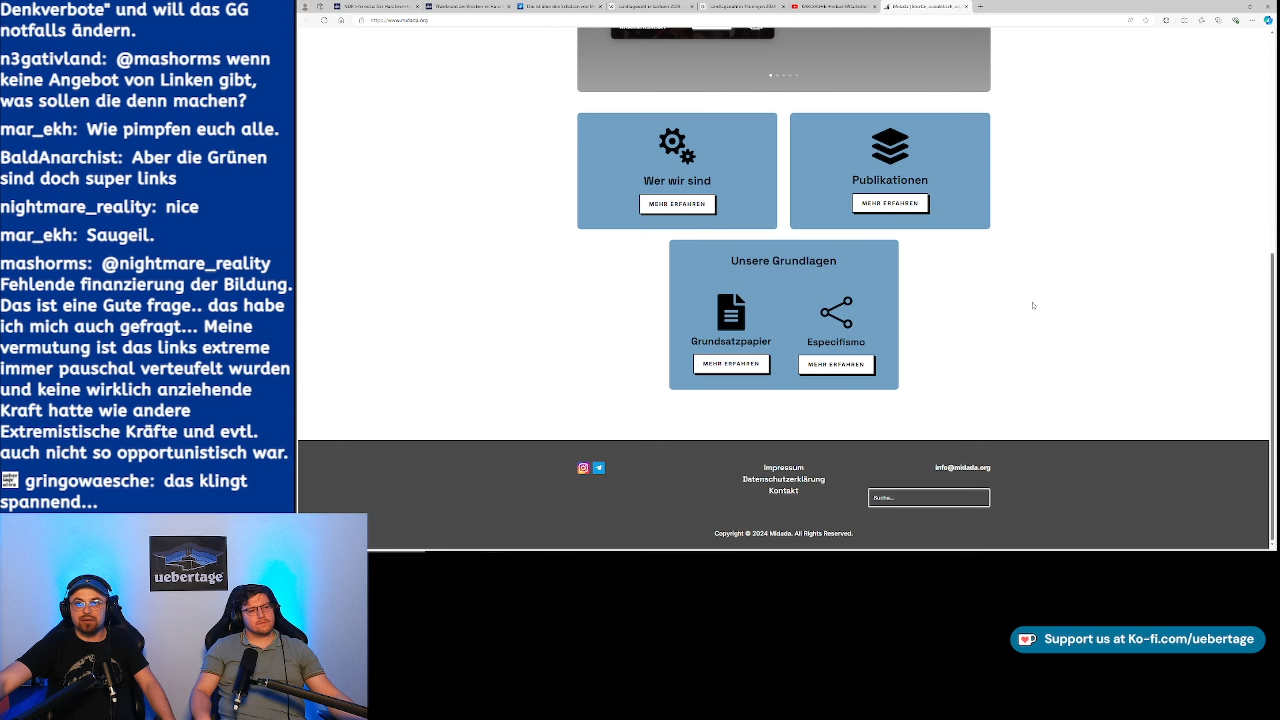 Denkverbote" und will das GG
notfalls ändern.
n3gativland: @mashorms wenn
keine Angebot von Linken gibt,
was sollen die denn machen?
mar_ekh: Wie pimpfen euch alle.
BaldAnarchist: Aber die Grünen
sind doch super links
nightmare_reality: nice
mar_ekh: Saugeil.
mashorms: @nightmare_reality
Fehlende finanzierung der Bildung.
Das ist eine Gute frage.. das habe
ich mich auch gefragt... Meine
vermutung ist das links extreme
immer pauschal verteufelt wurden
und keine wirklich anziehende
Kraft hatte wie andere
Extremistische Kräfte und evtl.
auch nicht so opportunistisch war.
gringowaesche: das klingt
spannend...
https://www.midada.org
Wer wir sind
MEHR ERFAHREN
Publikationen
MEHR ERFAHREN
Unsere Grundlagen
Grundsatzpapier
MEHR ERFAHREN
Especifismo
MEHR ERFAHREN
Impressum
Datenschutzerklärung
Kontakt
info@midada.org
Suche...
Copyright © 2024 Midada. All Rights Reserved.
uebertage
Support us at Ko-fi.com/uebertage